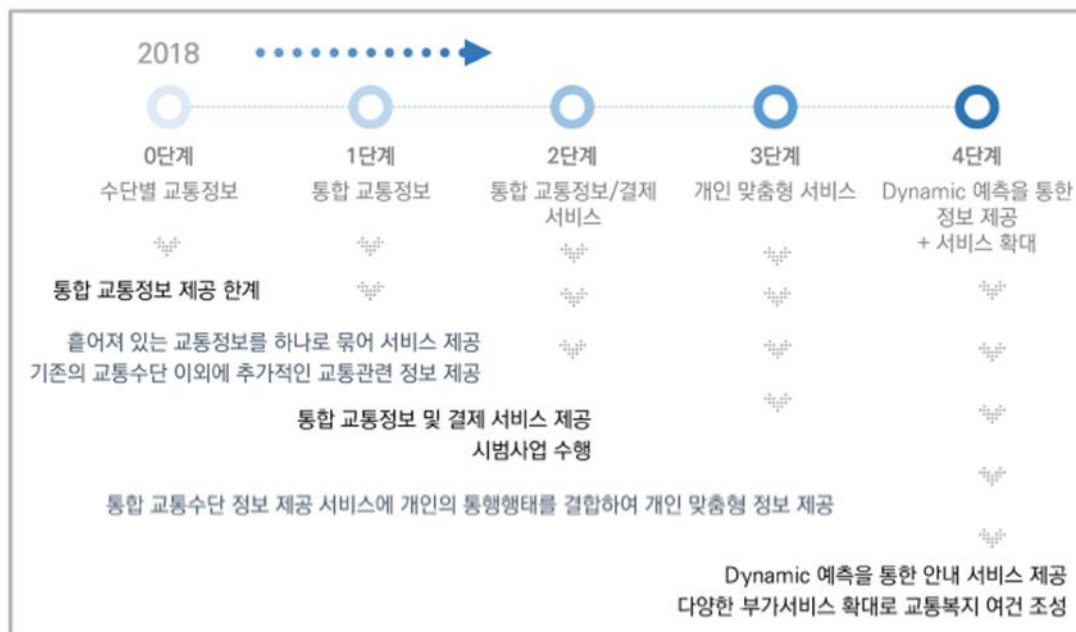 2018
0단계
1단계
2단계
3단계
4단계
수단별 교통정보
통합 교통정보
통합 교통정보/결제
서비스
개인 맞춤형 서비스
Dynamic 예측을 통한
정보 제공
+ 서비스 확대
통합 교통정보 제공 한계
흩어져 있는 교통정보를 하나로 묶어 서비스 제공
기존의 교통수단 이외에 추가적인 교통관련 정보 제공
통합 교통정보 및 결제 서비스 제공
시범사업 수행
통합 교통수단 정보 제공 서비스에 개인의 통행행태를 결합하여 개인 맞춤형 정보 제공
Dynamic 예측을 통한 안내 서비스 제공
다양한 부가서비스 확대로 교통복지 여건 조성